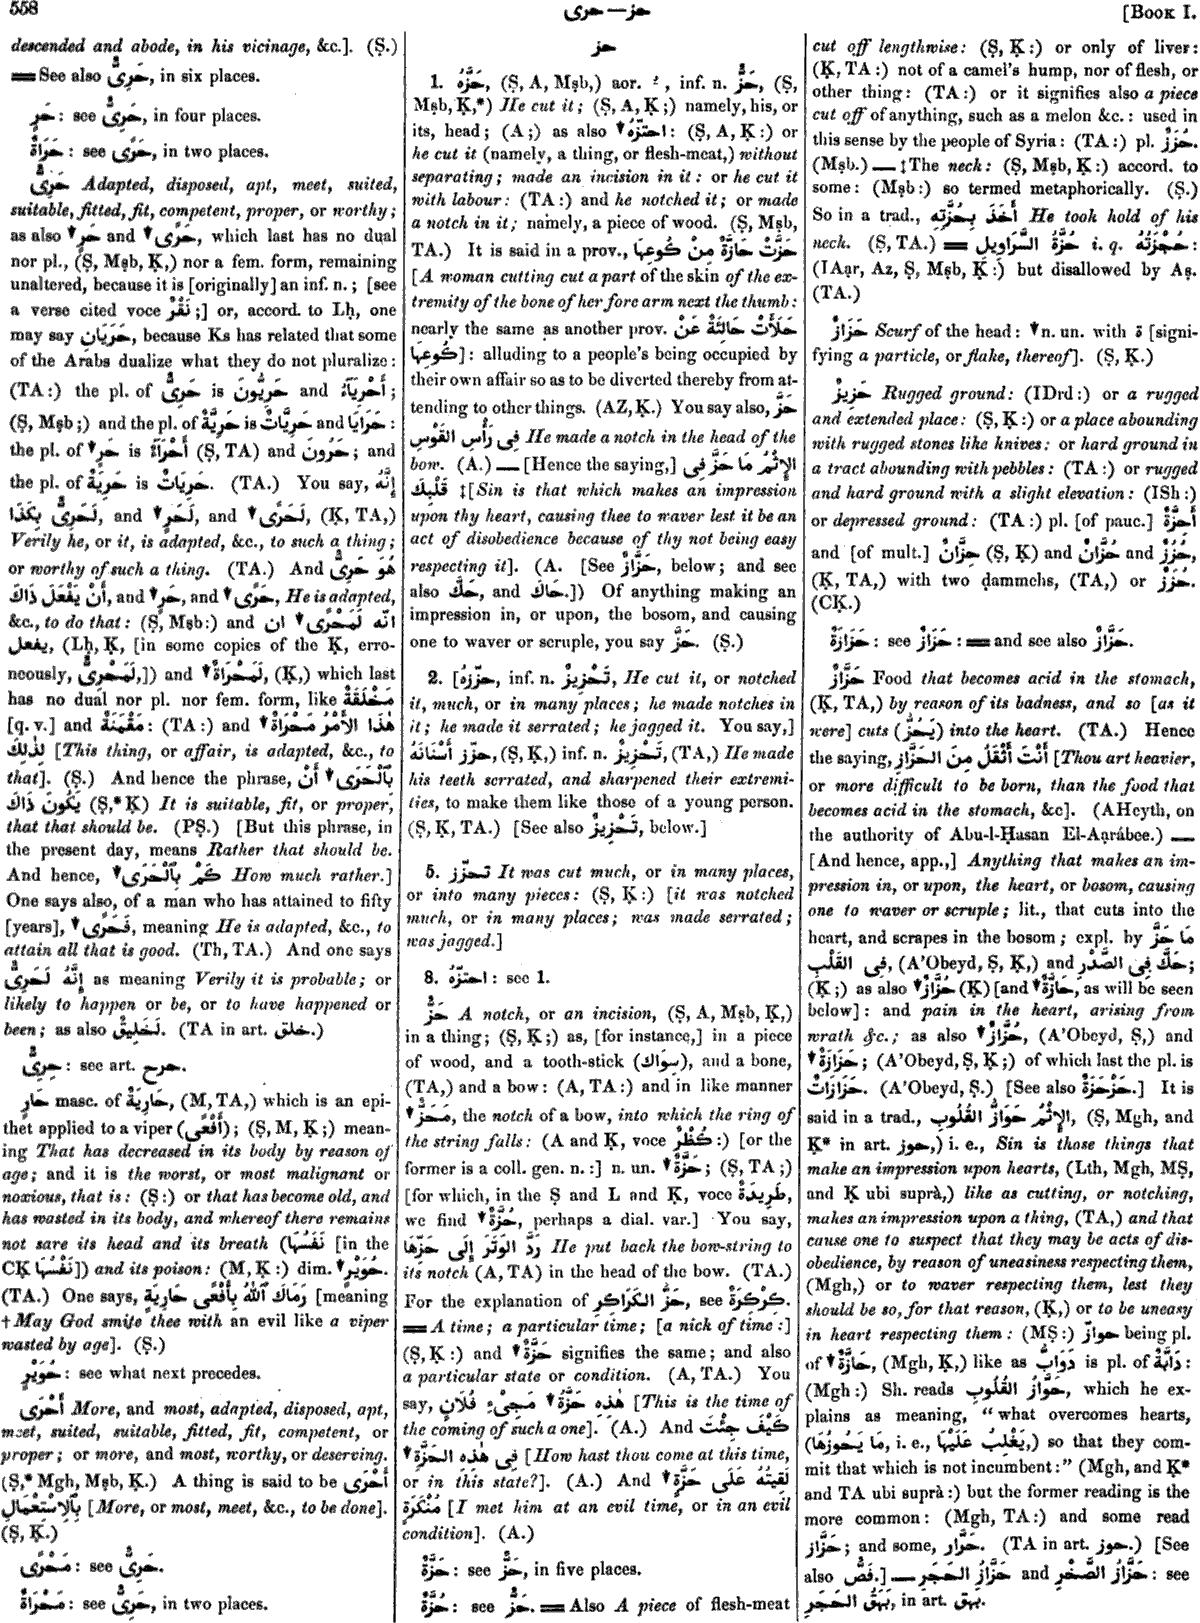 558
حز — حرى
[BOOK I.
descended and abode, in his vicinage, &c.]. (Ṣ.)
═ See also حَرِىٌّ, in six places.
حَرٍ: see حَرِىٌّ, in four places.
حَرَاةٌ: see حَرًى, in two places.
حَرِىٌّ Adapted, disposed, apt, meet, suited,
suitable, fitted, fit, competent, proper, or worthy;
as also ▼حَرٍ and ▼حَرًى, which last has no dual
nor pl., (Ṣ, Mṣb, Ḳ,) nor a fem. form, remaining
unaltered, because it is [originally] an inf. n.; [see
a verse cited voce نَقْرٌ;] or, accord. to Lḥ, one
may say حَرَيَانِ, because Ks has related that some
of the Arabs dualize what they do not pluralize:
(TA:) the pl. of حَرِىٌّ is حَرِيُّونَ and أَحْرِيَآءُ;
(Ṣ, Mṣb;) and the pl. of حَرِيَّةٌ is حَرِيَّاتٌ and حَرَايَا:
the pl. of ▼حَرٍ is أَحْرَآءٌ (Ṣ, TA) and حَرُونَ; and
the pl. of حَرِيَةٌ is حَرِيَاتٌ. (TA.) You say, إِنَّهُ
لَحَرِىٌّ بِكَذَا, and ▼لَحَرٍ, and ▼لَحَرًى, (Ḳ, TA,)
Verily he, or it, is adapted, &c., to such a thing;
or worthy of such a thing. (TA.) And هُوَ حَرِىٌّ
أَنْ يَفْعَلَ ذَاكَ, and ▼حَرٍ, and ▼حَرًى, He is adapted,
&c., to do that: (Ṣ, Mṣb:) and انّه لَمَحْرًى▼ ان
يفعل, (Lḥ, Ḳ, [in some copies of the Ḳ, erro-
neously, لَمَحْرِىٌّ,]) and ▼لَمَحْرَاةٌ, (Ḳ,) which last
has no dual nor pl. nor fem. form, like مَخْلَقَةٌ
[q. v.] and مَقْمَنَةٌ: (TA:) and هٰذَا الأَمْرُ مَحْرَاةٌ▼
لِذٰلِكَ [This thing, or affair, is adapted, &c., to
that]. (Ṣ.) And hence the phrase, بِٱلْحَرَى▼ أَنْ
يَكُونَ ذَاكَ (Ṣ,* Ḳ) It is suitable, fit, or proper,
that that should be. (PṢ.) [But this phrase, in
the present day, means Rather that should be.
And hence, كَمْ بِٱلْحَرَى▼ How much rather.]
One says also, of a man who has attained to fifty
[years], ▼فَحَرًى, meaning He is adapted, &c., to
attain all that is good. (Th, TA.) And one says
إِنَّهُ لَحَرِىٌّ as meaning Verily it is probable; or
likely to happen or be, or to have happened or
been; as also لَخَلِيقٌ. (TA in art. خلق.)
حِرِىٌّ: see art. حرح.
حَارٍ masc. of حَارِيَةٌ, (M, TA,) which is an epi-
thet applied to a viper (أَفْعًى); (Ṣ, M, Ḳ;) mean-
ing That has decreased in its body by reason of
age; and it is the worst, or most malignant or
noxious, that is: (Ṣ:) or that has become old, and
has wasted in its body, and whereof there remains
not save its head and its breath (نَفَسُهَا [in the
CḲ نَفْسُهَا]) and its poison: (M, Ḳ:) dim. ▼حُوَيْرٍ.
(TA.) One says, رَمَاكَ ٱللّٰهُ بِأَفْعًى حَارِيَةٍ [meaning
†May God smite thee with an evil like a viper
wasted by age]. (Ṣ.)
حُوَيْرٍ: see what next precedes.
أَحْرَى More, and most, adapted, disposed, apt,
meet, suited, suitable, fitted, fit, competent, or
proper; or more, and most, worthy, or deserving.
(Ṣ,* Mgh, Mṣb, Ḳ.) A thing is said to be أَحْرَى
بِالاِسْتِعْمَالِ [More, or most, meet, &c., to be done].
(Ṣ, Ḳ.)
مَحْرًى: see حَرِىٌّ.
مَحْرَاةٌ: see حَرِىٌّ, in two places.
حز
1. حَزَّهُ, (Ṣ, A, Mṣb,) aor. ـُ, inf. n. حَزٌّ, (Ṣ,
Mṣb, Ḳ,*) He cut it; (Ṣ, A, Ḳ;) namely, his, or
its, head; (A;) as also ▼احتزّهُ: (Ṣ, A, Ḳ:) or
he cut it (namely, a thing, or flesh-meat,) without
separating; made an incision in it: or he cut it
with labour: (TA:) and he notched it; or made
a notch in it; namely, a piece of wood. (Ṣ, Mṣb,
TA.) It is said in a prov., حَزَّتْ حَازَّةٌ مِنْ كُوعِهَا
[A woman cutting cut a part of the skin of the ex-
tremity of the bone of her fore arm next the thumb:
nearly the same as another prov. حَلَأَتْ حَالِئَةٌ عَنْ
كُوعِهَا]: alluding to a people's being occupied by
their own affair so as to be diverted thereby from at-
tending to other things. (AZ, Ḳ.) You say also, حَزَّ
فِى رَأْسِ القَوْسِ He made a notch in the head of the
bow. (A.) — [Hence the saying,] الإِثْمُ مَا حَزَّ فِى
قَلْبِكَ ‡[Sin is that which makes an impression
upon thy heart, causing thee to waver lest it be an
act of disobedience because of thy not being easy
respecting it]. (A. [See حَزَّازٌ, below; and see
also حَكَّ, and حَاكَ.]) Of anything making an
impression in, or upon, the bosom, and causing
one to waver or scruple, you say حَزَّ. (Ṣ.)
2. [حزّزهُ, inf. n. تَحْزِيزٌ, He cut it, or notched
it, much, or in many places; he made notches in
it; he made it serrated; he jagged it. You say,]
حزّز أَسْنَانَهُ, (Ṣ, Ḳ,) inf. n. تَحْزِيزٌ, (TA,) He made
his teeth serrated, and sharpened their extremi-
ties, to make them like those of a young person.
(Ṣ, Ḳ, TA.) [See also تَحْزِيزٌ, below.]
5. تحزّز It was cut much, or in many places,
or into many pieces: (Ṣ, Ḳ:) [it was notched
much, or in many places; was made serrated;
was jagged.]
8. احتزّهُ: see 1.
حَزٌّ A notch, or an incision, (Ṣ, A, Mṣb, Ḳ,)
in a thing; (Ṣ, Ḳ;) as, [for instance,] in a piece
of wood, and a tooth-stick (سِوَاك), and a bone,
(TA,) and a bow: (A, TA:) and in like manner
▼مَحَزٌّ, the notch of a bow, into which the ring of
the string falls: (A and Ḳ, voce كُظْرٌ:) [or the
former is a coll. gen. n.:] n. un. ▼حَزَّةٌ; (Ṣ, TA;)
[for which, in the Ṣ and L and Ḳ, voce طَرِيدَةٌ,
we find ▼حُزَّةٌ, perhaps a dial. var.] You say,
رَدَّ الوَتَرَ إِلَى حَزِّهَا He put back the bow-string to
its notch (A, TA) in the head of the bow. (TA.)
For the explanation of حَزُّ الكَرَاكِرِ, see كِرْكِرَةٌ.
═ A time; a particular time; [a nick of time:]
(Ṣ, Ḳ:) and ▼حَزَّةٌ signifies the same; and also
a particular state or condition. (A, TA.) You
say, هٰذِهِ حَزَّةُ▼ مَجِىْءِ فُلَانٍ [This is the time of
the coming of such a one]. (A.) And كَيْفَ جِئْتَ
فِى هٰذِهِ الحَزَّةِ▼ [How hast thou come at this time,
or in this state?]. (A.) And لَقِيتُهُ عَلَى حَزَّةٍ▼
مُنْكَرَةٍ [I met him at an evil time, or in an evil
condition]. (A.)
حَزَّةٌ: see حَزٌّ, in five places.
حُزَّةٌ: see حَزٌّ. ═ Also A piece of flesh-meat
cut off lengthwise: (Ṣ, Ḳ:) or only of liver:
(Ḳ, TA:) not of a camel's hump, nor of flesh, or
other thing: (TA:) or it signifies also a piece
cut off of anything, such as a melon &c.: used in
this sense by the people of Syria: (TA:) pl. حُزَزٌ.
(Mṣb.) — ‡The neck: (Ṣ, Mṣb, Ḳ:) accord. to
some: (Mṣb:) so termed metaphorically. (Ṣ.)
So in a trad., أَخَذَ بِحُزَّتِهِ He took hold of his
neck. (Ṣ, TA.) ═ حُزَّةُ السَّرَاوِيلِ i. q. حُجْزَتُهُ:
(IAạr, Az, Ṣ, Mṣb, Ḳ:) but disallowed by Aṣ.
(TA.)
حَزَازٌ Scurf of the head: ▼n. un. with ة [signi-
fying a particle, or flake, thereof]. (Ṣ, Ḳ.)
حَزِيزٌ Rugged ground: (IDrd:) or a rugged
and extended place: (Ṣ, Ḳ:) or a place abounding
with rugged stones like knives: or hard ground in
a tract abounding with pebbles: (TA:) or rugged
and hard ground with a slight elevation: (ISh:)
or depressed ground: (TA:) pl. [of pauc.] أَحِزَّةٌ
and [of mult.] حِزَّانٌ (Ṣ, Ḳ) and حُزَّانٌ and حُزُزٌ,
(Ḳ, TA,) with two ḍammehs, (TA,) or حُزَزٌ.
(CḲ.)
حَزَازَةٌ: see حَزَازٌ: ═ and see also حَزَّازٌ.
حَزَّازٌ Food that becomes acid in the stomach,
(Ḳ, TA,) by reason of its badness, and so [as it
were] cuts (يَحُزُّ) into the heart. (TA.) Hence
the saying, أَنْتَ أَثْقَلُ مِنَ الحَزَّازِ [Thou art heavier,
or more difficult to be born, than the food that
becomes acid in the stomach, &c]. (AHeyth, on
the authority of Abu-l-Ḥasan El-Aạrábee.) —
[And hence, app.,] Anything that makes an im-
pression in, or upon, the heart, or bosom, causing
one to waver or scruple; lit., that cuts into the
heart, and scrapes in the bosom; expl. by مَا حَزَّ
فِى القَلْبِ, (A'Obeyd, Ṣ, Ḳ,) and حَكَّ فِى الصَّدْرِ;
(Ḳ;) as also ▼حُزَّازٌ (Ḳ) [and ▼حَازَّةٌ, as will be seen
below]: and pain in the heart, arising from
wrath &c.; as also ▼حُزَّازٌ, (A'Obeyd, Ṣ,) and
▼حَزَازَةٌ; (A'Obeyd, Ṣ, Ḳ;) of which last the pl. is
حَزَازَاتٌ. (A'Obeyd, Ṣ.) [See also حَزْحَزَةٌ.] It is
said in a trad., الإِثْمُ حَوَازُّ القُلُوبِ, (Ṣ, Mgh, and
Ḳ* in art. حوز,) i. e., Sin is those things that
make an impression upon hearts, (Lth, Mgh, MṢ,
and Ḳ ubi suprà,) like as cutting, or notching,
makes an impression upon a thing, (TA,) and that
cause one to suspect that they may be acts of dis-
obedience, by reason of uneasiness respecting them,
(Mgh,) or to waver respecting them, lest they
should be so, for that reason, (Ḳ,) or to be uneasy
in heart respecting them: (MṢ:) حوازّ being pl.
of ▼حَازَّةٌ, (Mgh, Ḳ,) like as دَوَابُّ is pl. of دَابَّةٌ:
(Mgh:) Sh. reads حَوَّازُ القُلُوبِ, which he ex-
plains as meaning, "what overcomes hearts,
(مَا يَحُوزُهَا, i. e., يَغْلِبُ عَلَيْهَا,) so that they com-
mit that which is not incumbent:" (Mgh, and Ḳ*
and TA ubi suprà:) but the former reading is the
more common: (Mgh, TA:) and some read
حَزَّاز; and some, حَزَّار. (TA in art. حوز.) [See
also فَصٌّ.] — حَزَّازُ الحَجَرِ and حَزَّازُ الصَّخْرِ: see
بَهَقُ الحَجَرِ, in art. بهق.